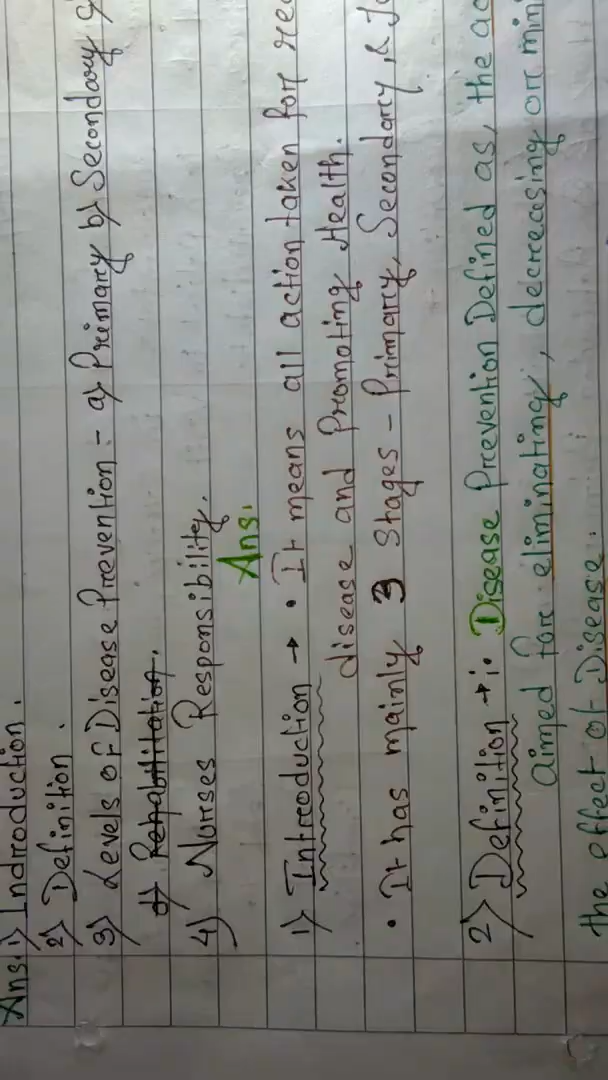 Ans. 1) Indroduction.
2) Definition.
3) Levels of Disease Prevention - a) Primary b) Secondary
d) Rehabilitation.
4) Nurses Responsibility.
Ans.
1) Introduction → • It means all action taken for
disease and Promoting Health.
• It has mainly 3 Stages - Primary, Secondary, &
2) Definition → i. Disease Prevention Defined as, the
aimed for eliminating, decreasing or
the effect of Disease.